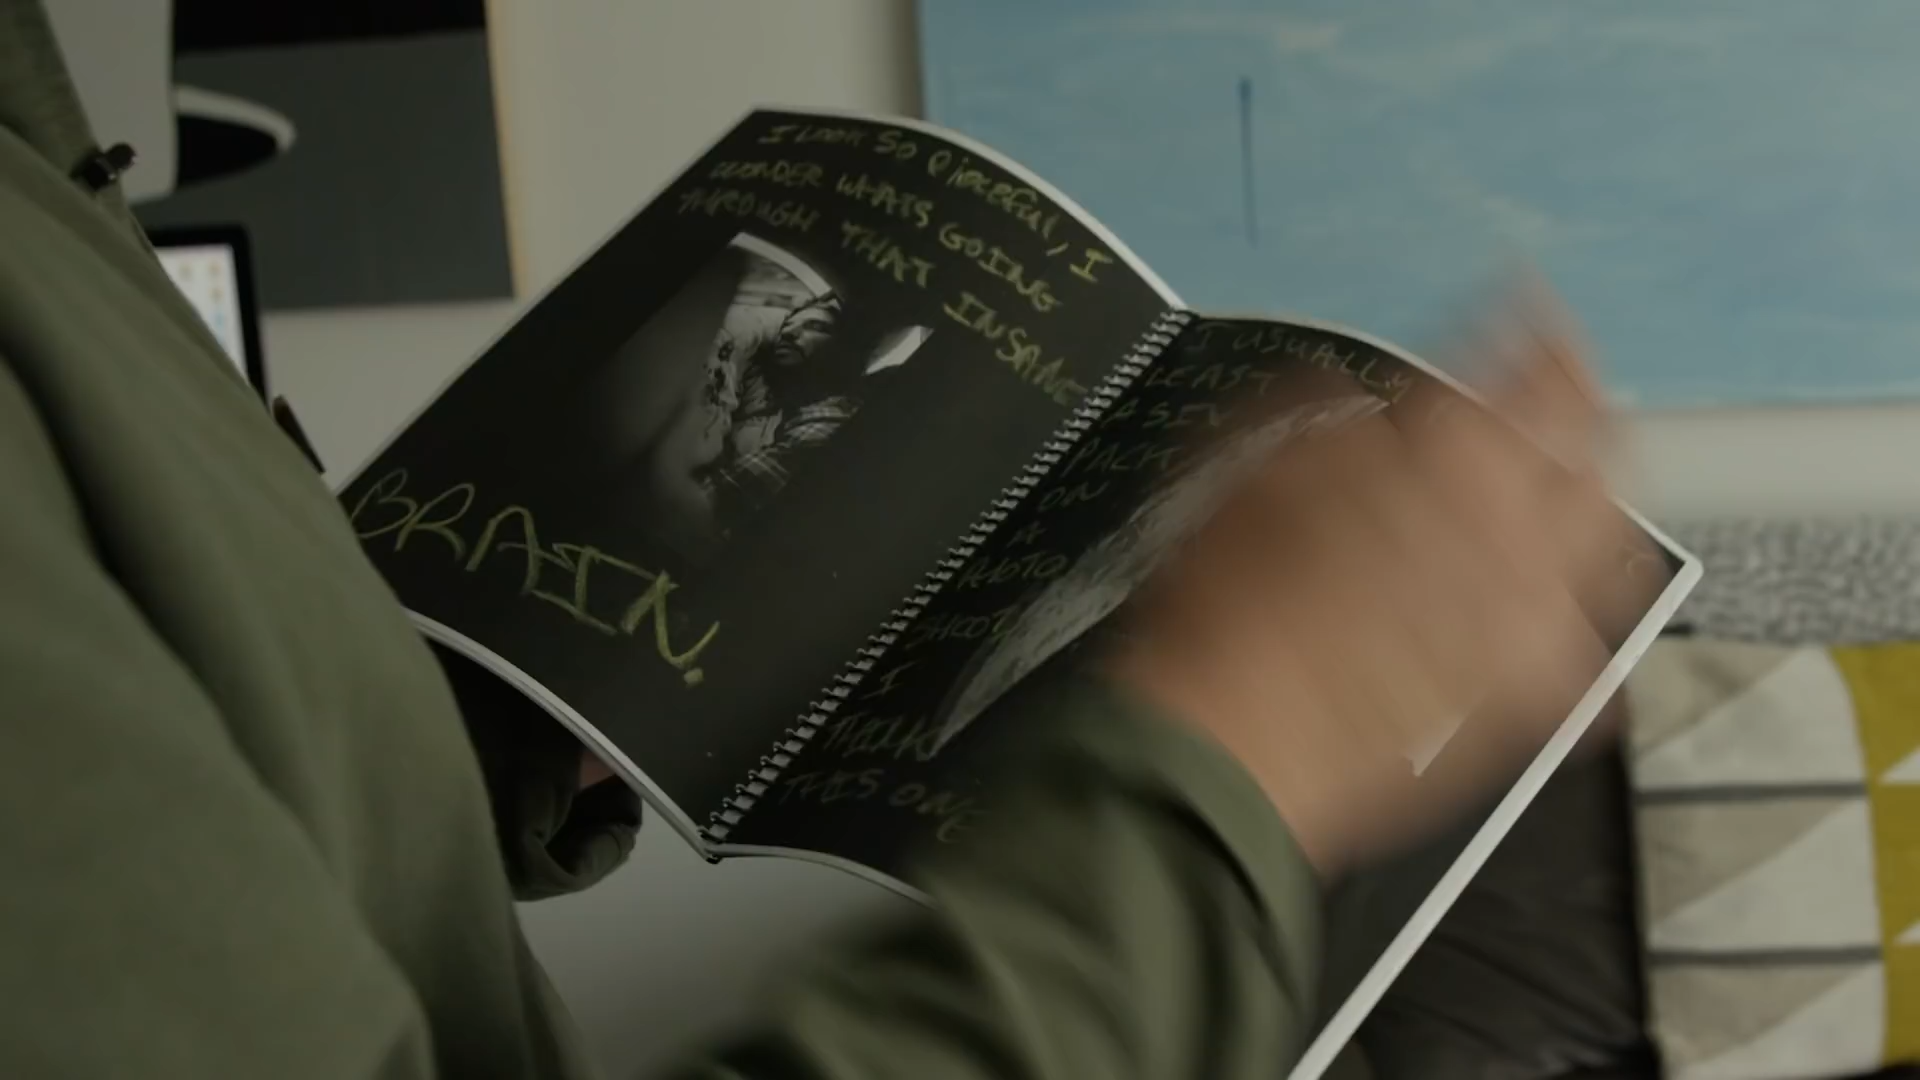 I LOOK SO PiecefUl, I
WONDER WHATS GOING
THROUGH THAT INSANE
BRAIN.
I USUALLY
LEAST
A SIX
PACK
ON
A
PHOTO
SHOOT
I
THINK
THIS ONE